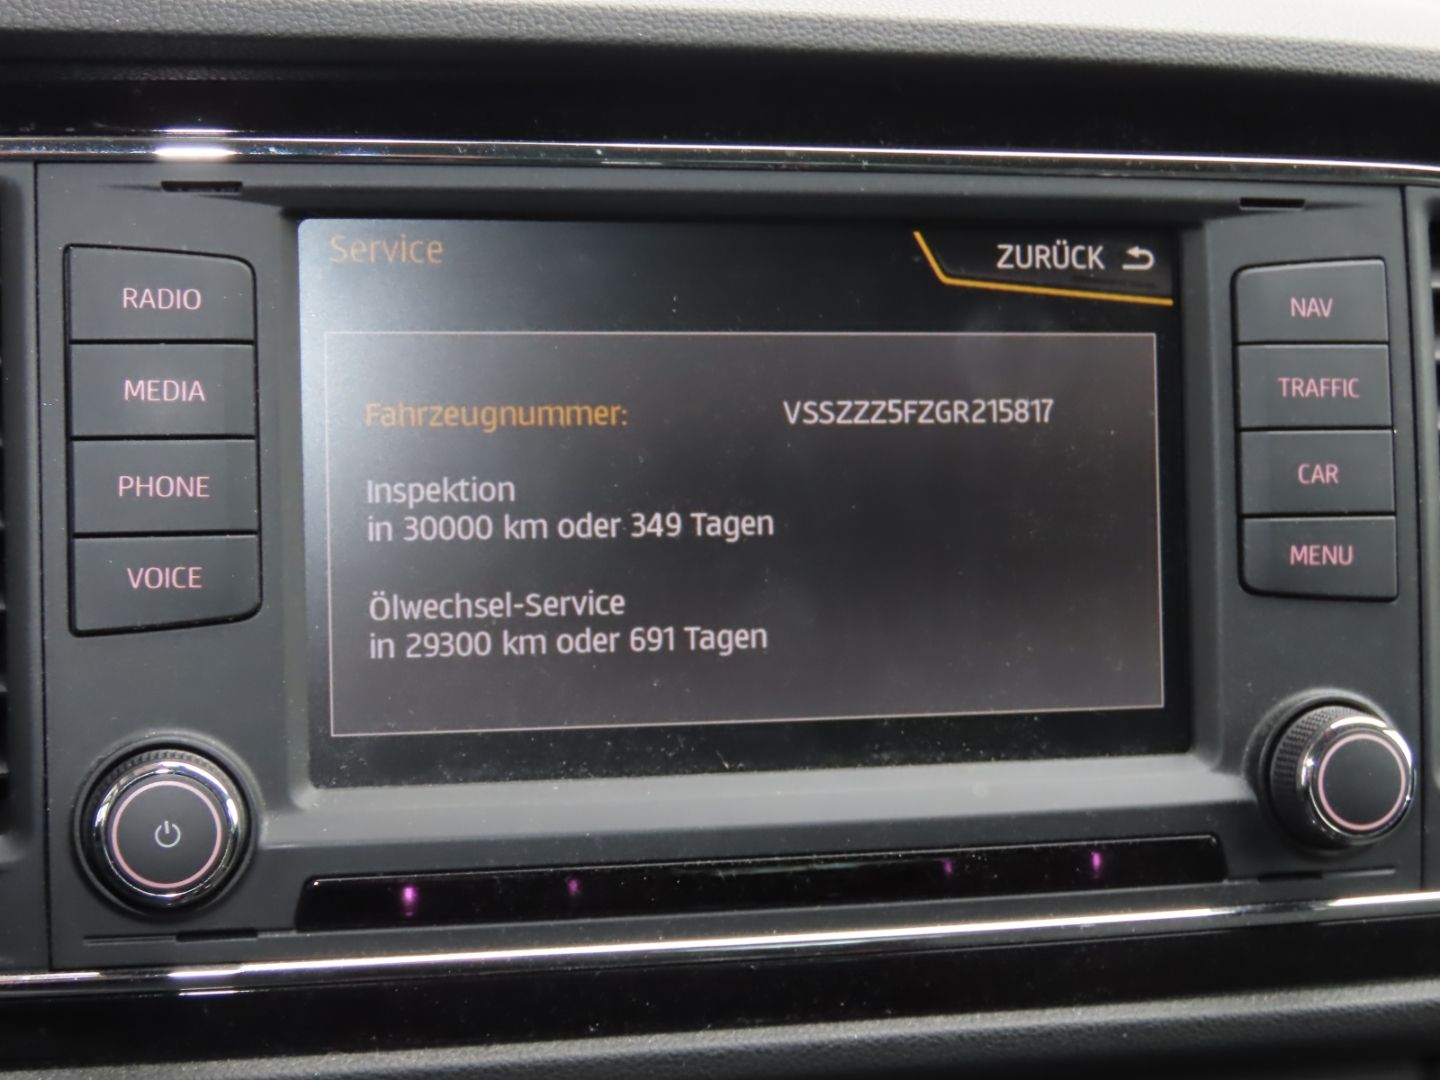 Service
ZURÜCK
RADIO
MEDIA
PHONE
VOICE
Fahrzeugnummer: VSSZZZ5FZGR215817
Inspektion
in 30000 km oder 349 Tagen
Ölwechsel-Service
in 29300 km oder 691 Tagen
NAV
TRAFFIC
CAR
MENU